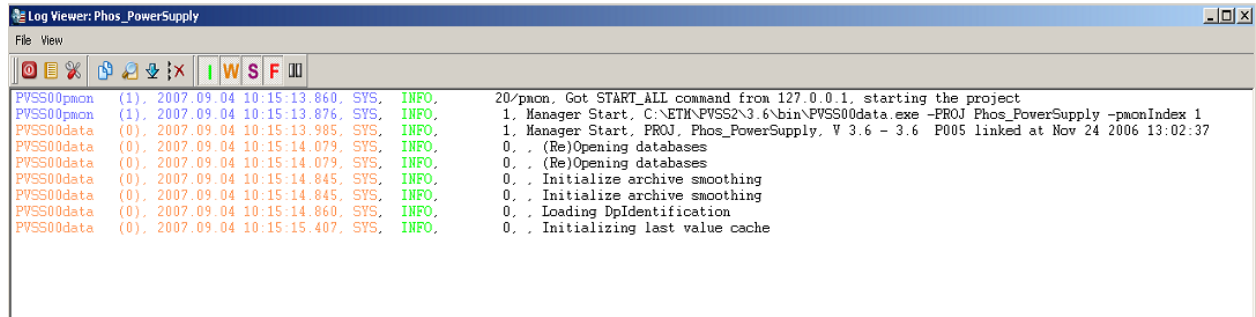 Log Viewer: Phos_PowerSupply
File View
I W S F
PVSS00pmon (1), 2007.09.04 10:15:13.860, SYS, INFO, 20/pmon, Got START_ALL command from 127.0.0.1, starting the project
PVSS00pmon (1), 2007.09.04 10:15:13.876, SYS, INFO, 1, Manager Start, C:\ETM\PVSS2\3.6\bin\PVSS00data.exe -PROJ Phos_PowerSupply -pmonIndex 1
PVSS00data (0), 2007.09.04 10:15:13.985, SYS, INFO, 1, Manager Start, PROJ, Phos_PowerSupply, V 3.6 - 3.6 P005 linked at Nov 24 2006 13:02:37
PVSS00data (0), 2007.09.04 10:15:14.079, SYS, INFO, 0, , (Re)Opening databases
PVSS00data (0), 2007.09.04 10:15:14.079, SYS, INFO, 0, , (Re)Opening databases
PVSS00data (0), 2007.09.04 10:15:14.845, SYS, INFO, 0, , Initialize archive smoothing
PVSS00data (0), 2007.09.04 10:15:14.845, SYS, INFO, 0, , Initialize archive smoothing
PVSS00data (0), 2007.09.04 10:15:14.860, SYS, INFO, 0, , Loading DpIdentification
PVSS00data (0), 2007.09.04 10:15:15.407, SYS, INFO, 0, , Initializing last value cache